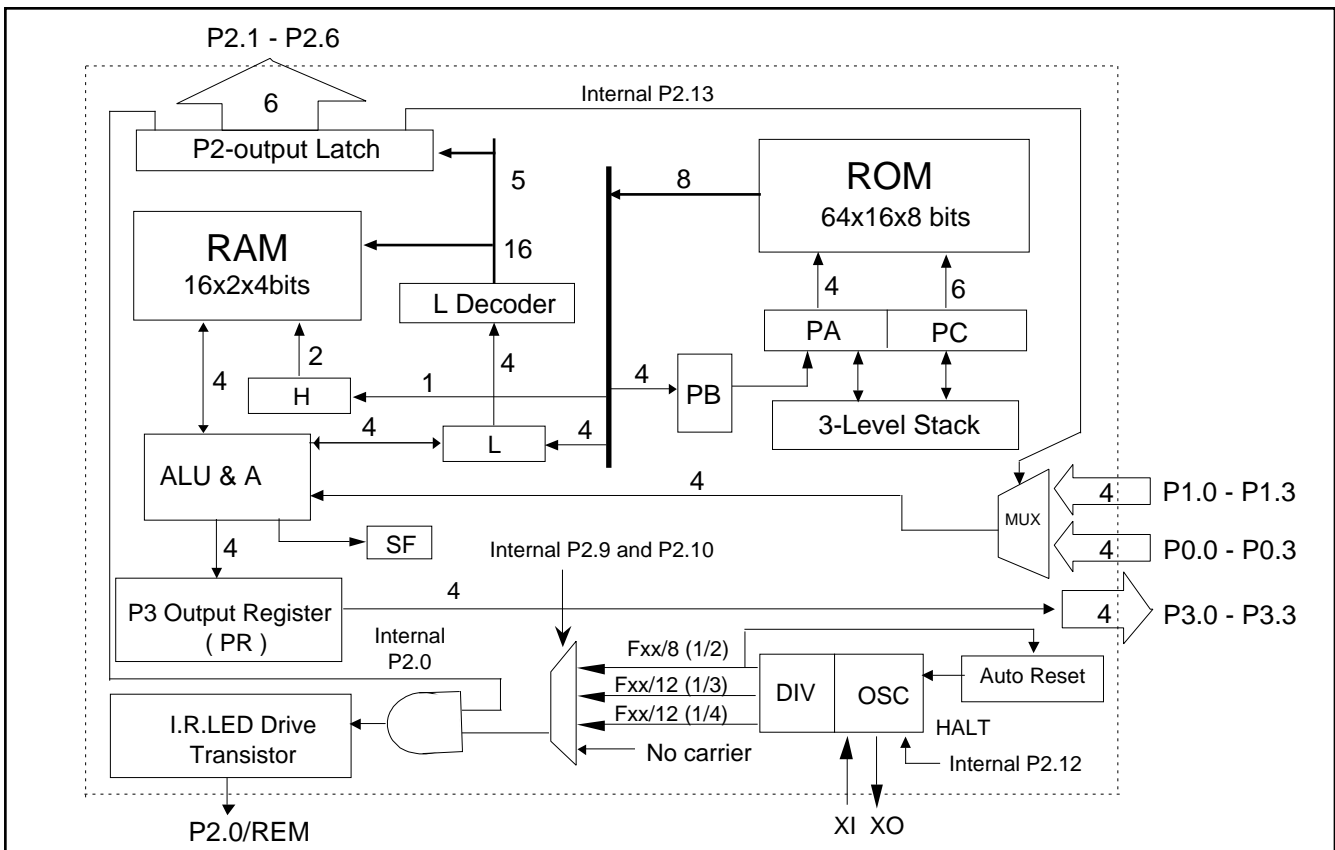 P2.1 - P2.6
6
Internal P2.13
P2-output Latch
5
8
ROM
64x16x8 bits
RAM
16x2x4bits
16
L Decoder
4
6
PA
PC
4
2
4
1
4
PB
H
3-Level Stack
4
L
4
ALU & A
4
MUX
4
P1.0 - P1.3
4
P0.0 - P0.3
4
SF
Internal P2.9 and P2.10
P3 Output Register
( PR )
4
4
P3.0 - P3.3
Internal
P2.0
Fxx/8 (1/2)
Fxx/12 (1/3)
Fxx/12 (1/4)
No carrier
DIV
OSC
Auto Reset
HALT
Internal P2.12
I.R.LED Drive
Transistor
P2.0/REM
XI
XO